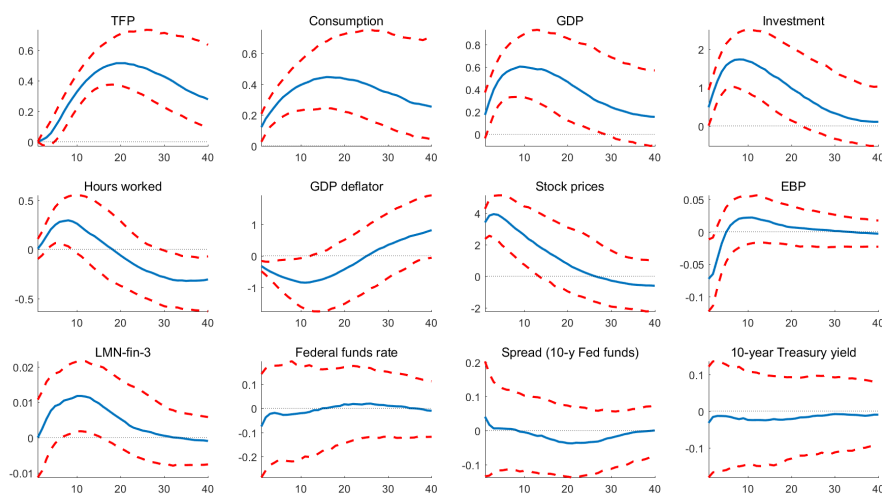 TFP
0.6
0.4
0.2
0
10 20 30 40
Consumption
0.6
0.4
0.2
0
10 20 30 40
GDP
0.8
0.6
0.4
0.2
0
10 20 30 40
Investment
2
1
0
10 20 30 40
Hours worked
0.5
0
-0.5
10 20 30 40
GDP deflator
1
0
-1
10 20 30 40
Stock prices
4
2
0
-2
10 20 30 40
EBP
0.05
0
-0.05
-0.1
10 20 30 40
LMN-fin-3
0.02
0.01
0
-0.01
10 20 30 40
Federal funds rate
0.1
0
-0.1
-0.2
10 20 30 40
Spread (10-y Fed funds)
0.2
0.1
0
-0.1
10 20 30 40
10-year Treasury yield
0.1
0
-0.1
10 20 30 40